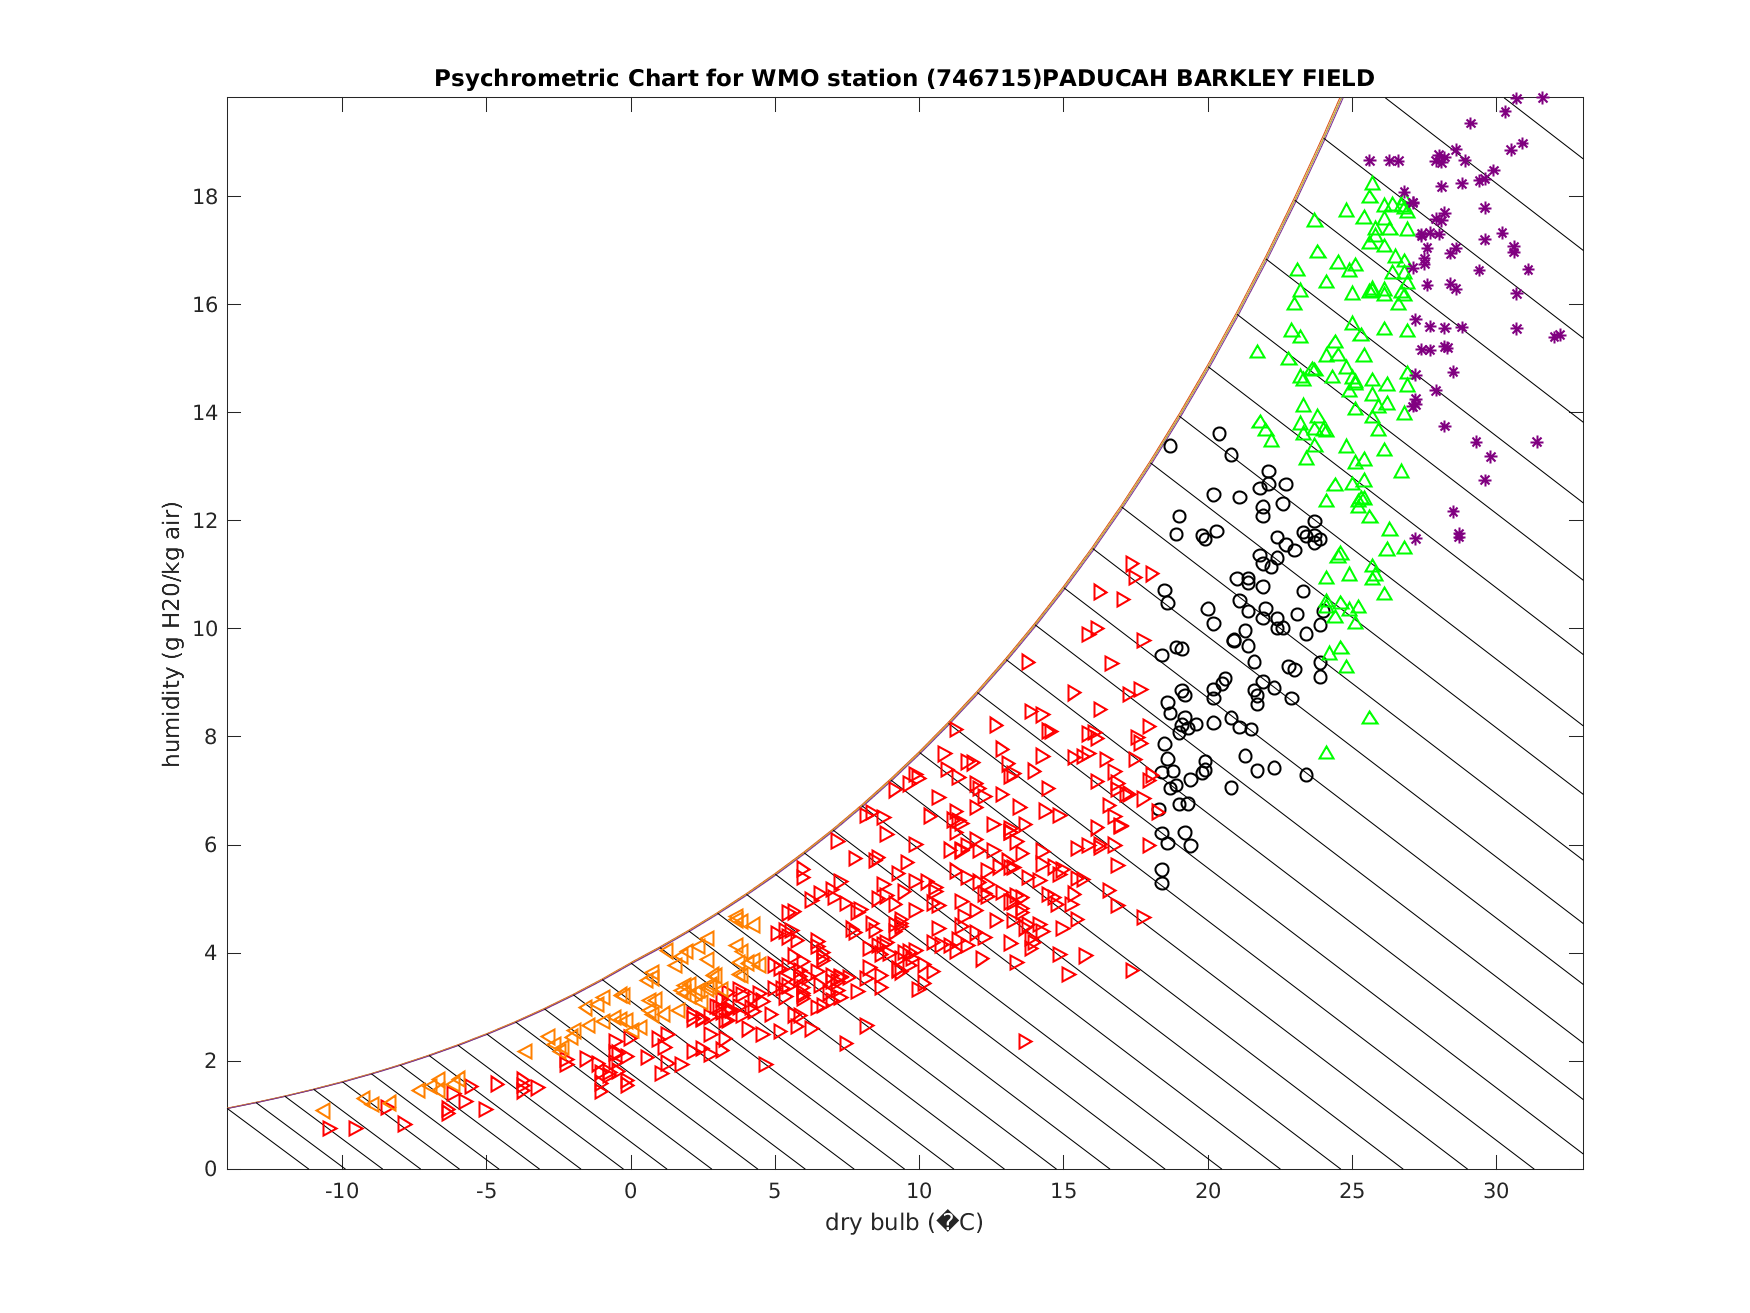 Psychrometric Chart for WMO station (746715)PADUCAH BARKLEY FIELD
humidity (g H20/kg air)
18
16
14
12
10
8
6
4
2
0
-10 -5 0 5 10 15 20 25 30
dry bulb (�C)